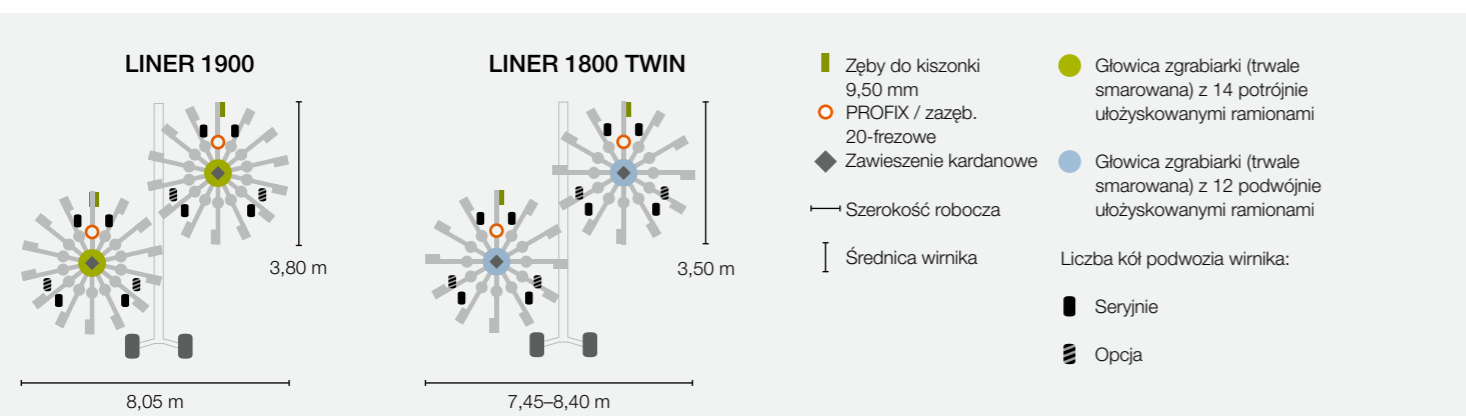 LINER 1900
3,80 m
8,05 m
LINER 1800 TWIN
3,50 m
7,45–8,40 m
Zęby do kiszonki
9,50 mm
PROFIX / zazęb.
20-frezowe
Zawieszenie kardanowe
Szerokość robocza
Średnica wirnika
Głowica zgrabiarki (trwale
smarowana) z 14 potrójnie
ułożyskowanymi ramionami
Głowica zgrabiarki (trwale
smarowana) z 12 podwójnie
ułożyskowanymi ramionami
Liczba kół podwozia wirnika:
Seryjnie
Opcja